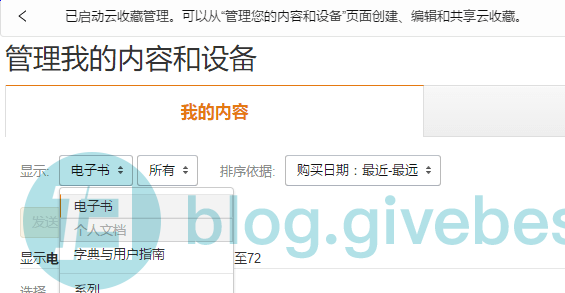 已启动云收藏管理。可以从“管理您的内容和设备”页面创建、编辑和共享云收藏。
管理我的内容和设备
我的内容
显示: 电子书 所有 排序依据: 购买日期：最近-最远
电子书
发送 个人文档
blog.givebes
字典与用户指南
显示电 至72
选择 系列